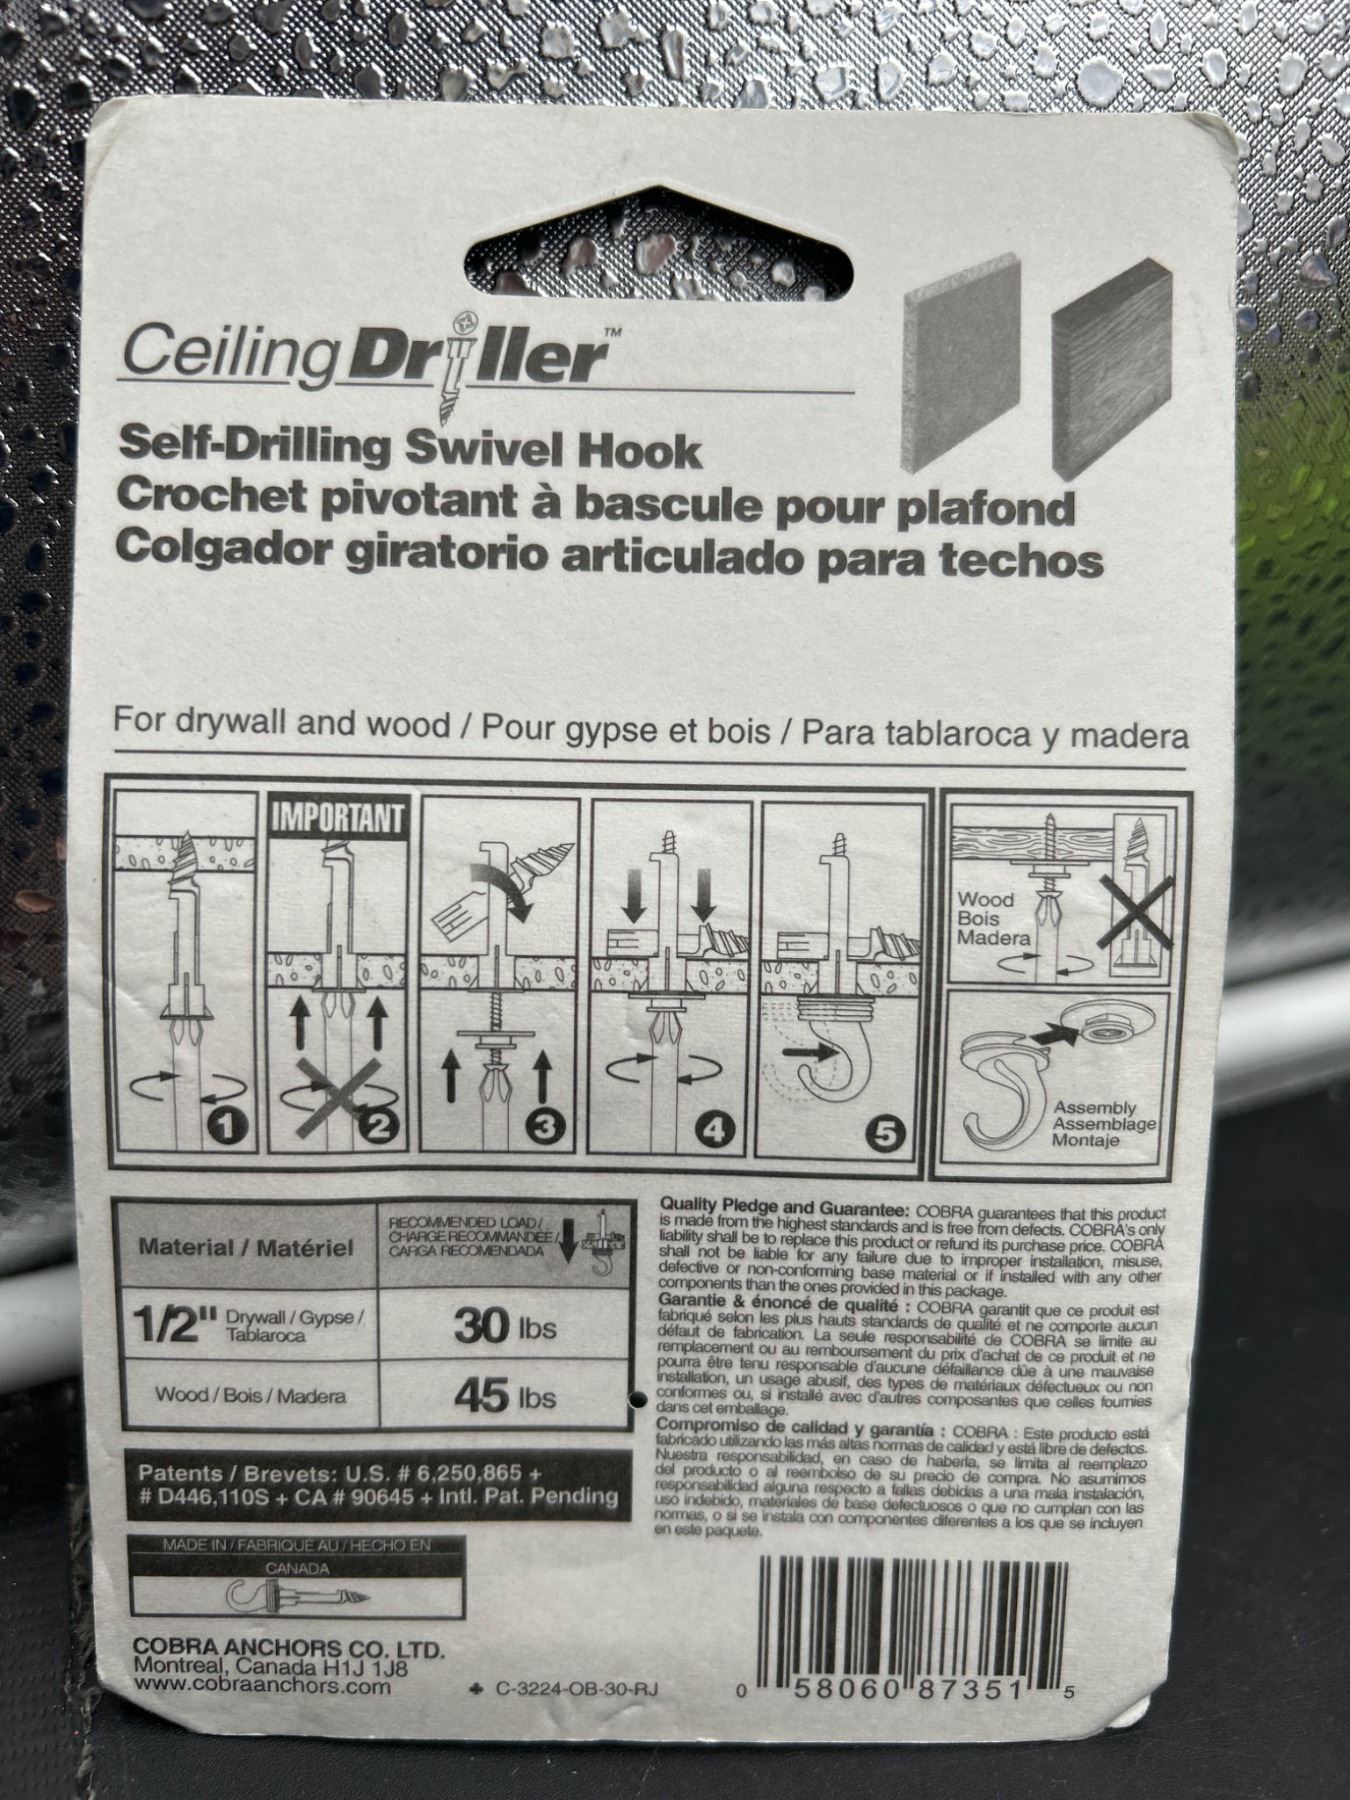 Ceiling Driller™
Self-Drilling Swivel Hook
Crochet pivotant à bascule pour plafond
Colgador giratorio articulado para techos
For drywall and wood / Pour gypse et bois / Para tablaroca y madera
IMPORTANT
1
2
3
4
5
Wood
Bois
Madera
Assembly
Assemblage
Montaje
Material / Matériel
RECOMMENDED LOAD /
CHARGE RECOMMANDÉE /
CARGA RECOMENDADA
1/2" Drywall / Gypse /
Tablaroca
30 lbs
Wood / Bois / Madera
45 lbs
Patents / Brevets: U.S. # 6,250,865 +
# D446,110S + CA # 90645 + Intl. Pat. Pending
MADE IN / FABRIQUE AU / HECHO EN
CANADA
COBRA ANCHORS CO. LTD.
Montreal, Canada H1J 1J8
www.cobraanchors.com
C-3224-OB-30-RJ
Quality Pledge and Guarantee: COBRA guarantees that this product
is made from the highest standards and is free from defects. COBRA's only
liability shall be to replace this product or refund its purchase price. COBRA
shall not be liable for any failure due to improper installation, misuse,
defective or non-conforming base material or if installed with any other
components than the ones provided in this package.
Garantie & énoncé de qualité : COBRA garantit que ce produit est
fabriqué selon les plus hauts standards de qualité et ne comporte aucun
défaut de fabrication. La seule responsabilité de COBRA se limite au
remplacement ou au remboursement du prix d'achat de ce produit et ne
pourra être tenu responsable d'aucune défaillance dûe à une mauvaise
installation, un usage abusif, des types de matériaux défectueux ou non
conformes ou, si installé avec d'autres composantes que celles fournies
dans cet emballage.
Compromiso de calidad y garantía : COBRA : Este producto está
fabricado utilizando las más altas normas de calidad y está libre de defectos.
Nuestra responsabilidad, en caso de haberla, se limita al reemplazo
del producto o al reembolso de su precio de compra. No asumimos
responsabilidad alguna respecto a fallas debidas a una mala instalación,
uso indebido, materiales de base defectuosos o que no cumplan con las
normas, o si se instala con componentes diferentes a los que se incluyen
en este paquete.
0 58060 87351 5